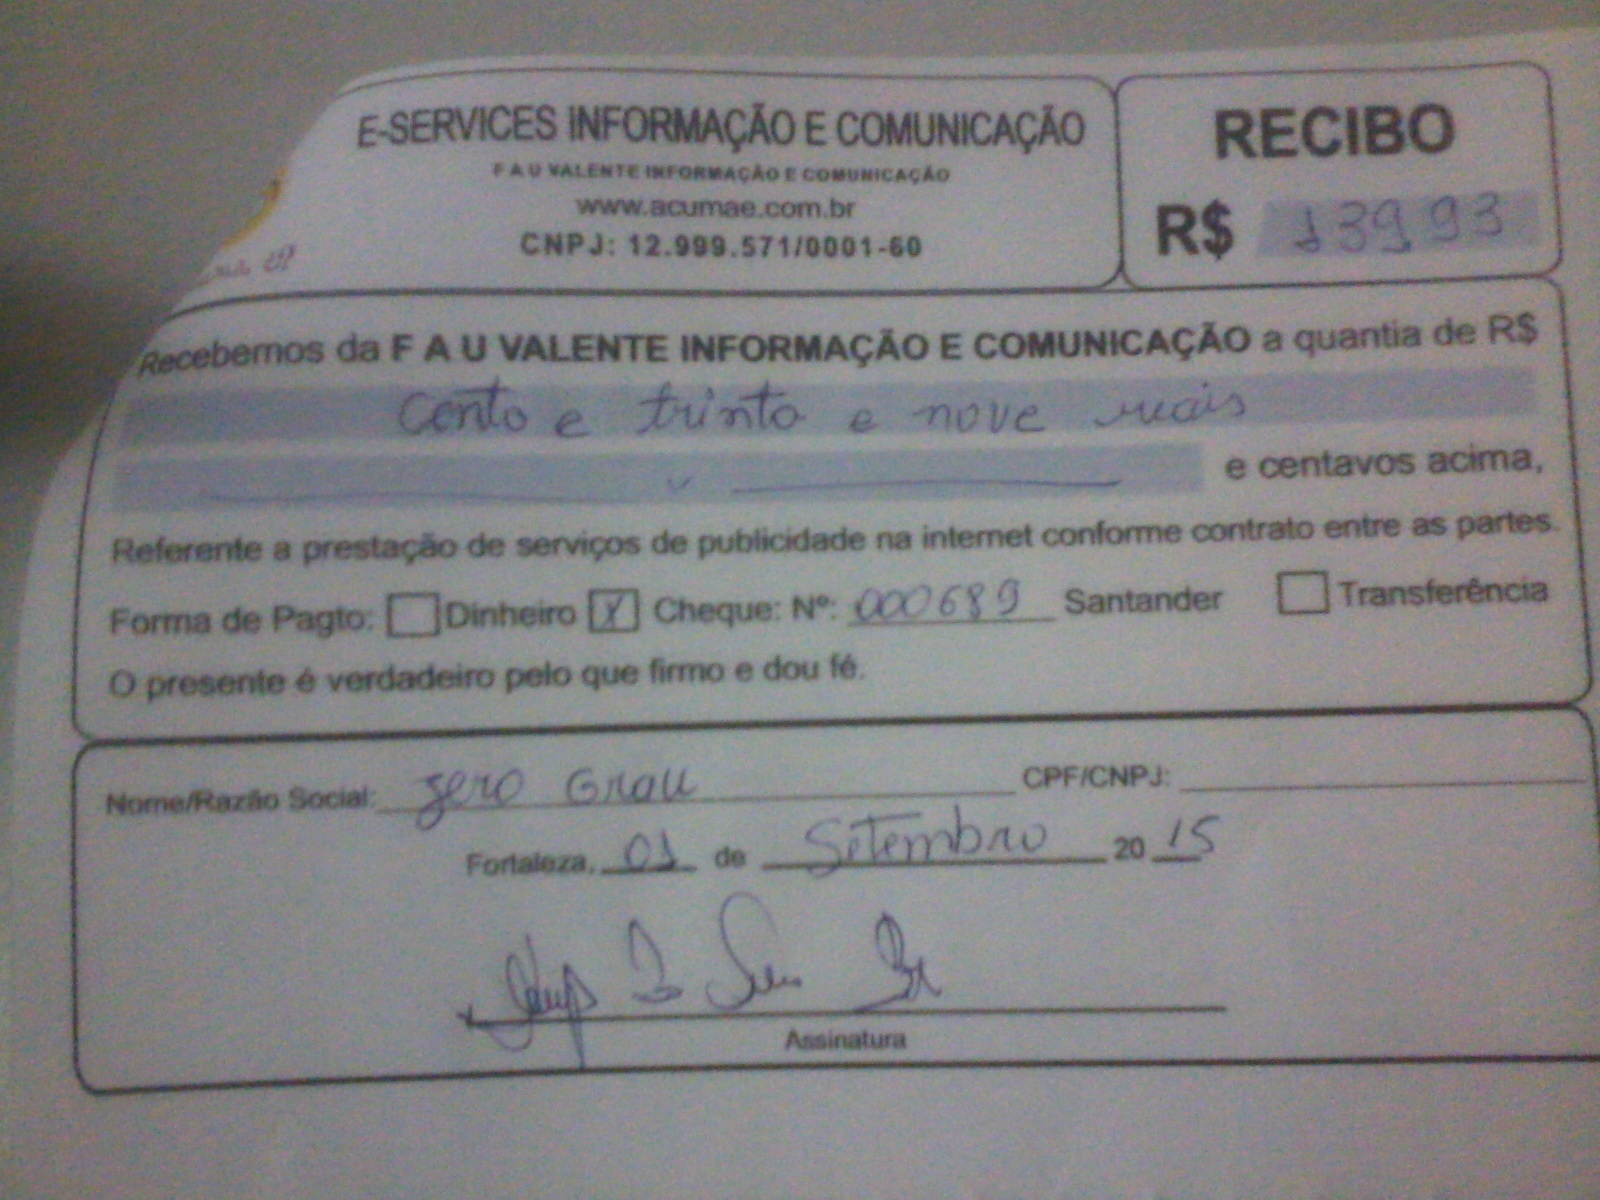 E-SERVICES INFORMAÇÃO E COMUNICAÇÃO
F A U VALENTE INFORMAÇÃO E COMUNICAÇÃO
www.acumae.com.br
CNPJ: 12.999.571/0001-60
RECIBO
R$ 13993
Recebemos da F A U VALENTE INFORMAÇÃO E COMUNICAÇÃO a quantia de R$
Cento e trinta e nove reais
e centavos acima,
Referente a prestação de serviços de publicidade na internet conforme contrato entre as partes.
Forma de Pagto: Dinheiro X Cheque: Nº: 000689 Santander Transferência
O presente é verdadeiro pelo que firmo e dou fé.
Nome/Razão Social: Zero Grau CPF/CNPJ:
Fortaleza, 01 de Setembro 2015
Assinatura